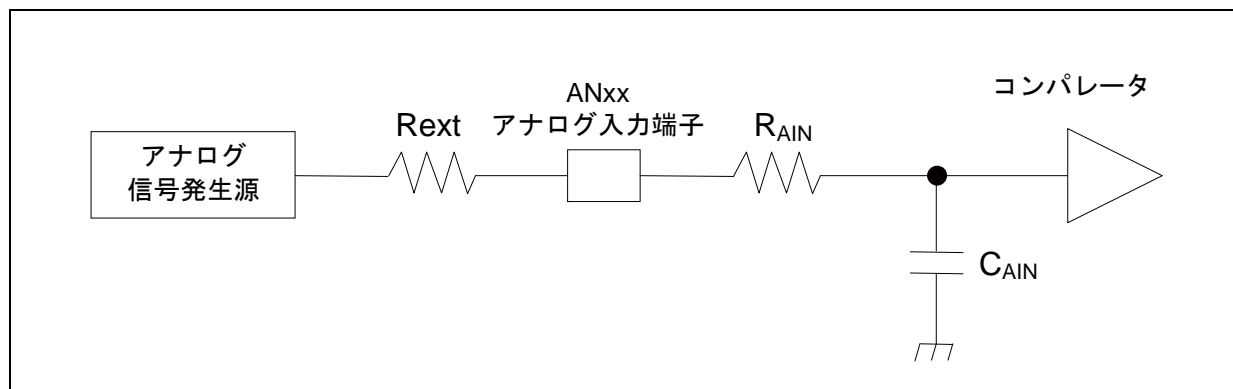 コンパレータ
ANxx
アナログ入力端子
Rext
RAIN
アナログ
信号発生源
CAIN